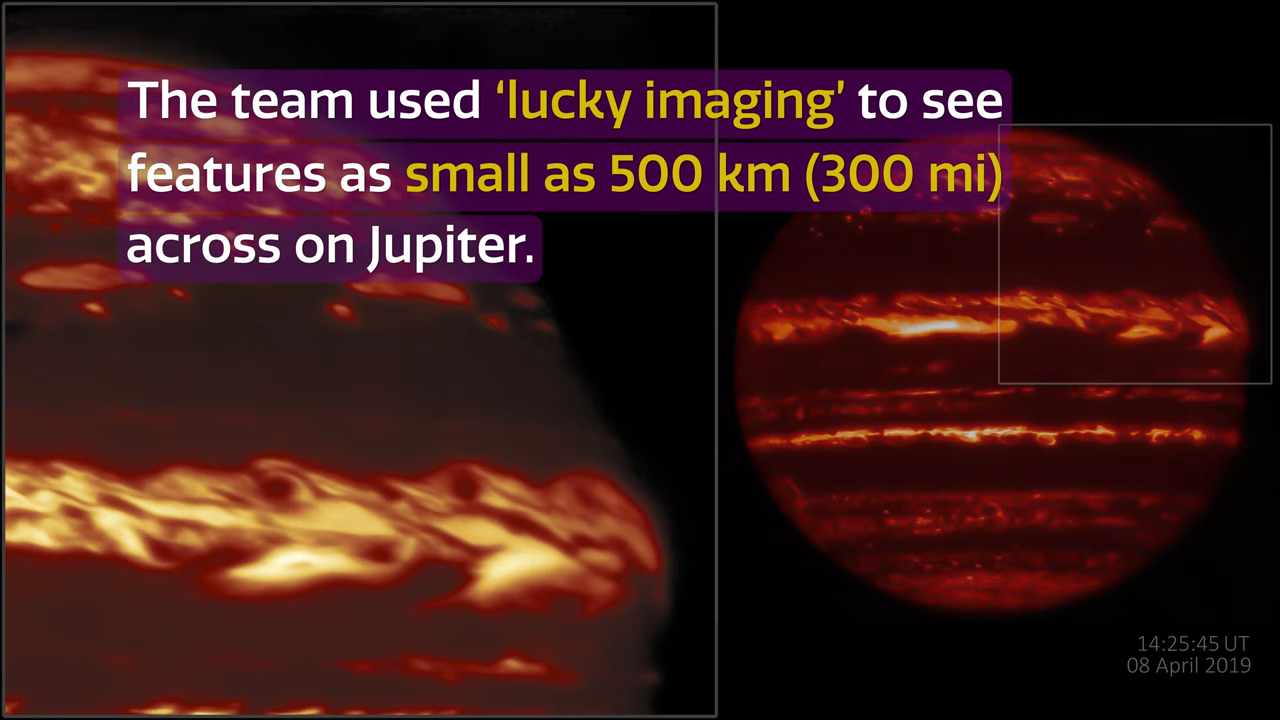 The team used ‘lucky imaging’ to see
features as small as 500 km (300 mi)
across on Jupiter.
14:25:45 UT
08 April 2019